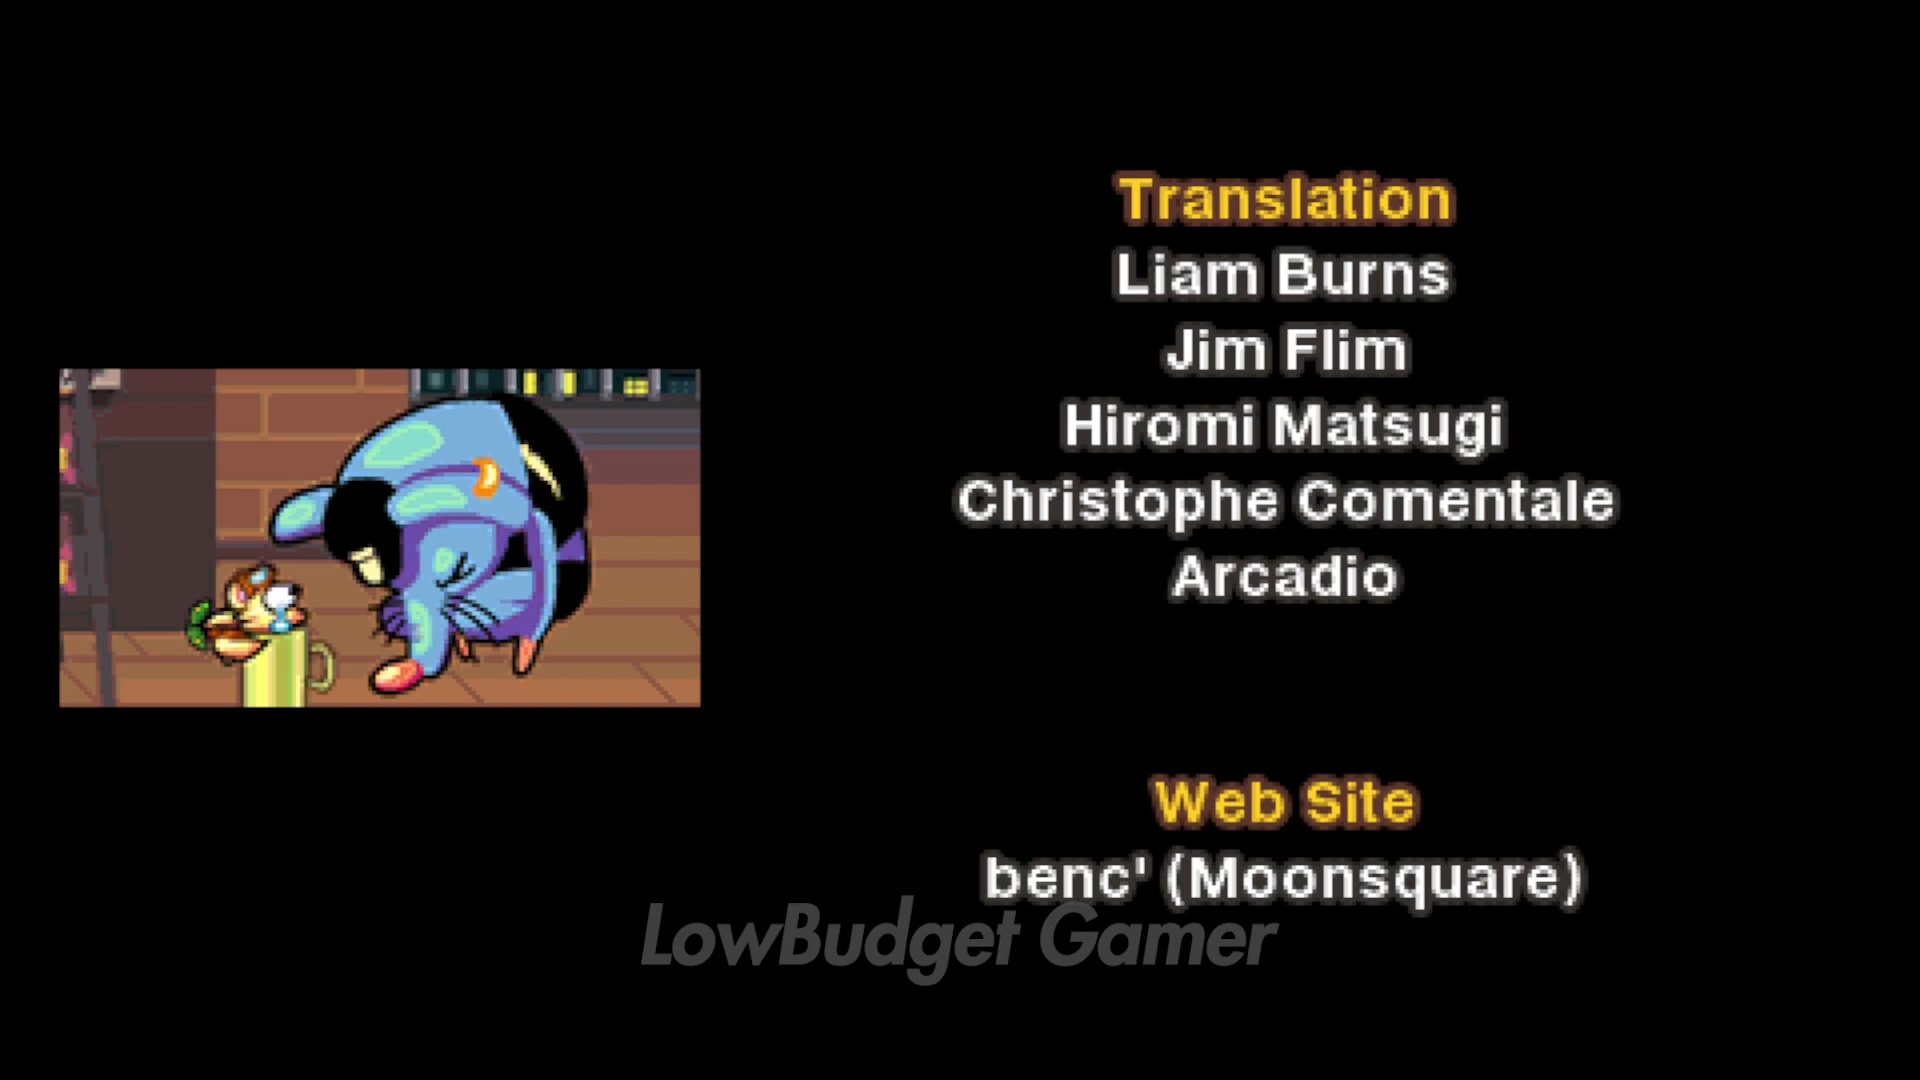 Translation
Liam Burns
Jim Flim
Hiromi Matsugi
Christophe Comentale
Arcadio
Web Site
benc' (Moonsquare)
LowBudget Gamer